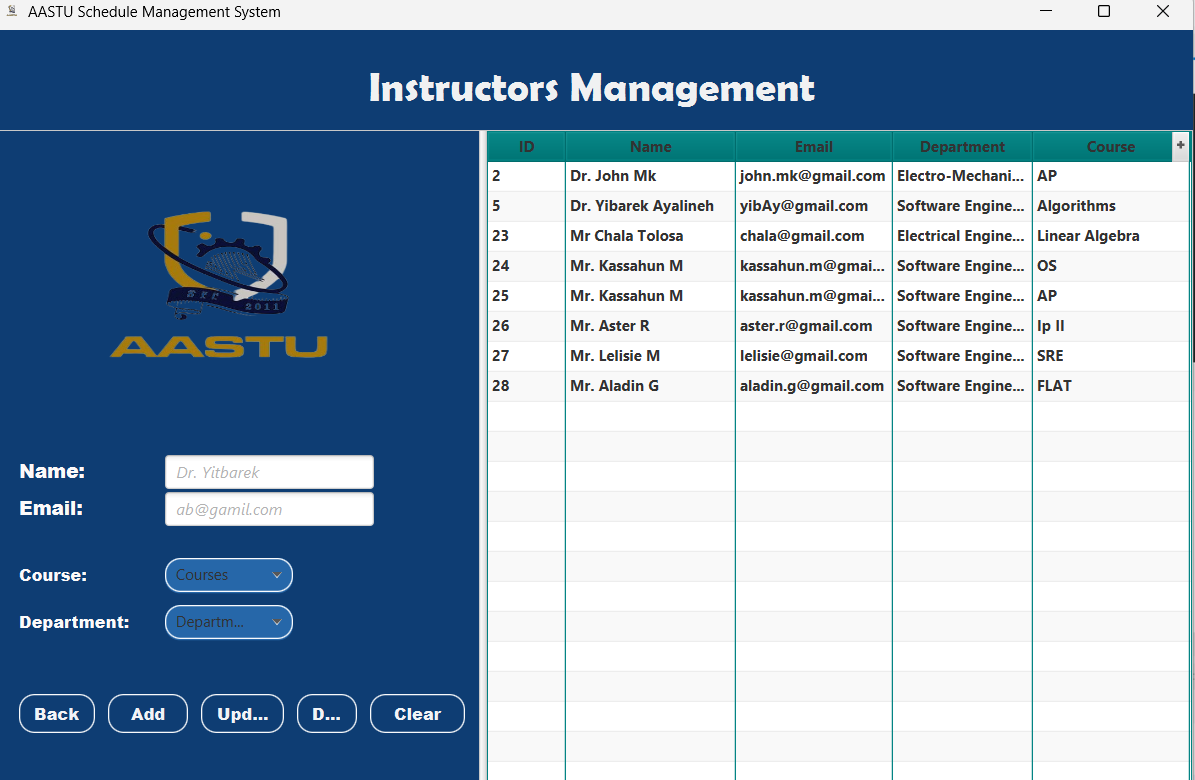 AASTU Schedule Management System
Instructors Management
SEC
2011
AASTU
Name: Dr. Yitbarek
Email: ab@gamil.com
Course: Courses
Department: Departm...
Back Add Upd... D... Clear
ID Name Email Department Course +
2 Dr. John Mk john.mk@gmail.com Electro-Mechani... AP
5 Dr. Yibarek Ayalineh yibAy@gmail.com Software Engine... Algorithms
23 Mr Chala Tolosa chala@gmail.com Electrical Engine... Linear Algebra
24 Mr. Kassahun M kassahun.m@gmai... Software Engine... OS
25 Mr. Kassahun M kassahun.m@gmai... Software Engine... AP
26 Mr. Aster R aster.r@gmail.com Software Engine... Ip II
27 Mr. Lelisie M lelisie@gmail.com Software Engine... SRE
28 Mr. Aladin G aladin.g@gmail.com Software Engine... FLAT